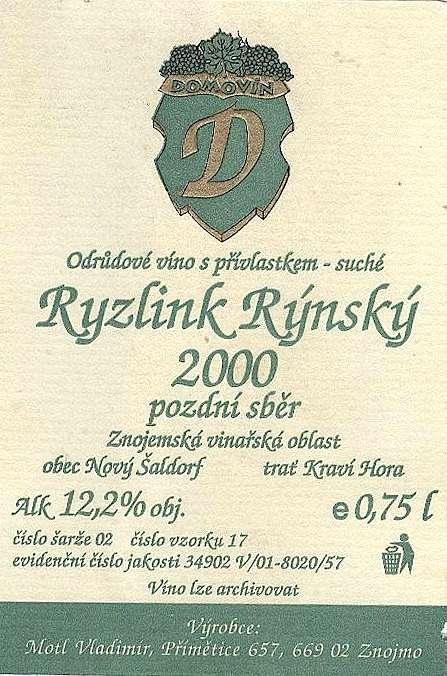 DOMOVÍN
D
Odrůdové víno s přívlastkem - suché
Ryzlink Rýnský
2000
pozdní sběr
Znojemská vinařská oblast
obec Nový Šaldorf trať Kraví Hora
Alk 12,2% obj. e 0,75 l
číslo šarže 02 číslo vzorku 17
evidenční číslo jakosti 34902 V/01-8020/57
Víno lze archivovat
Výrobce:
Motl Vladimír, Přímětice 657, 669 02 Znojmo